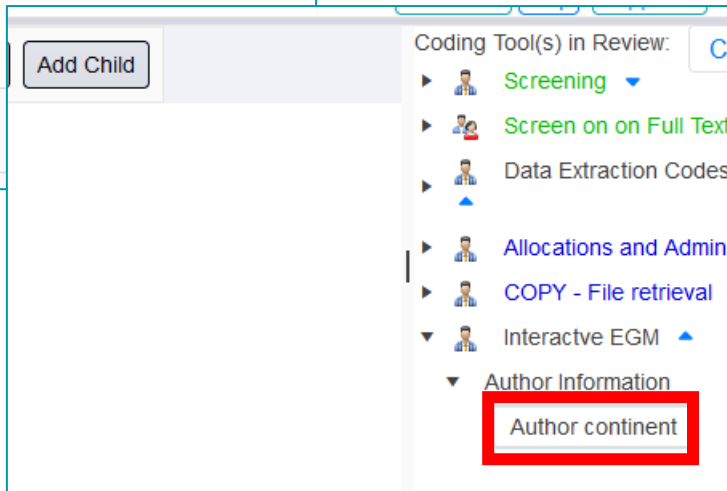 Add Child
Coding Tool(s) in Review:
Screening
Screen on on Full Text
Data Extraction Codes
Allocations and Admin
COPY - File retrieval
Interactve EGM
Author Information
Author continent